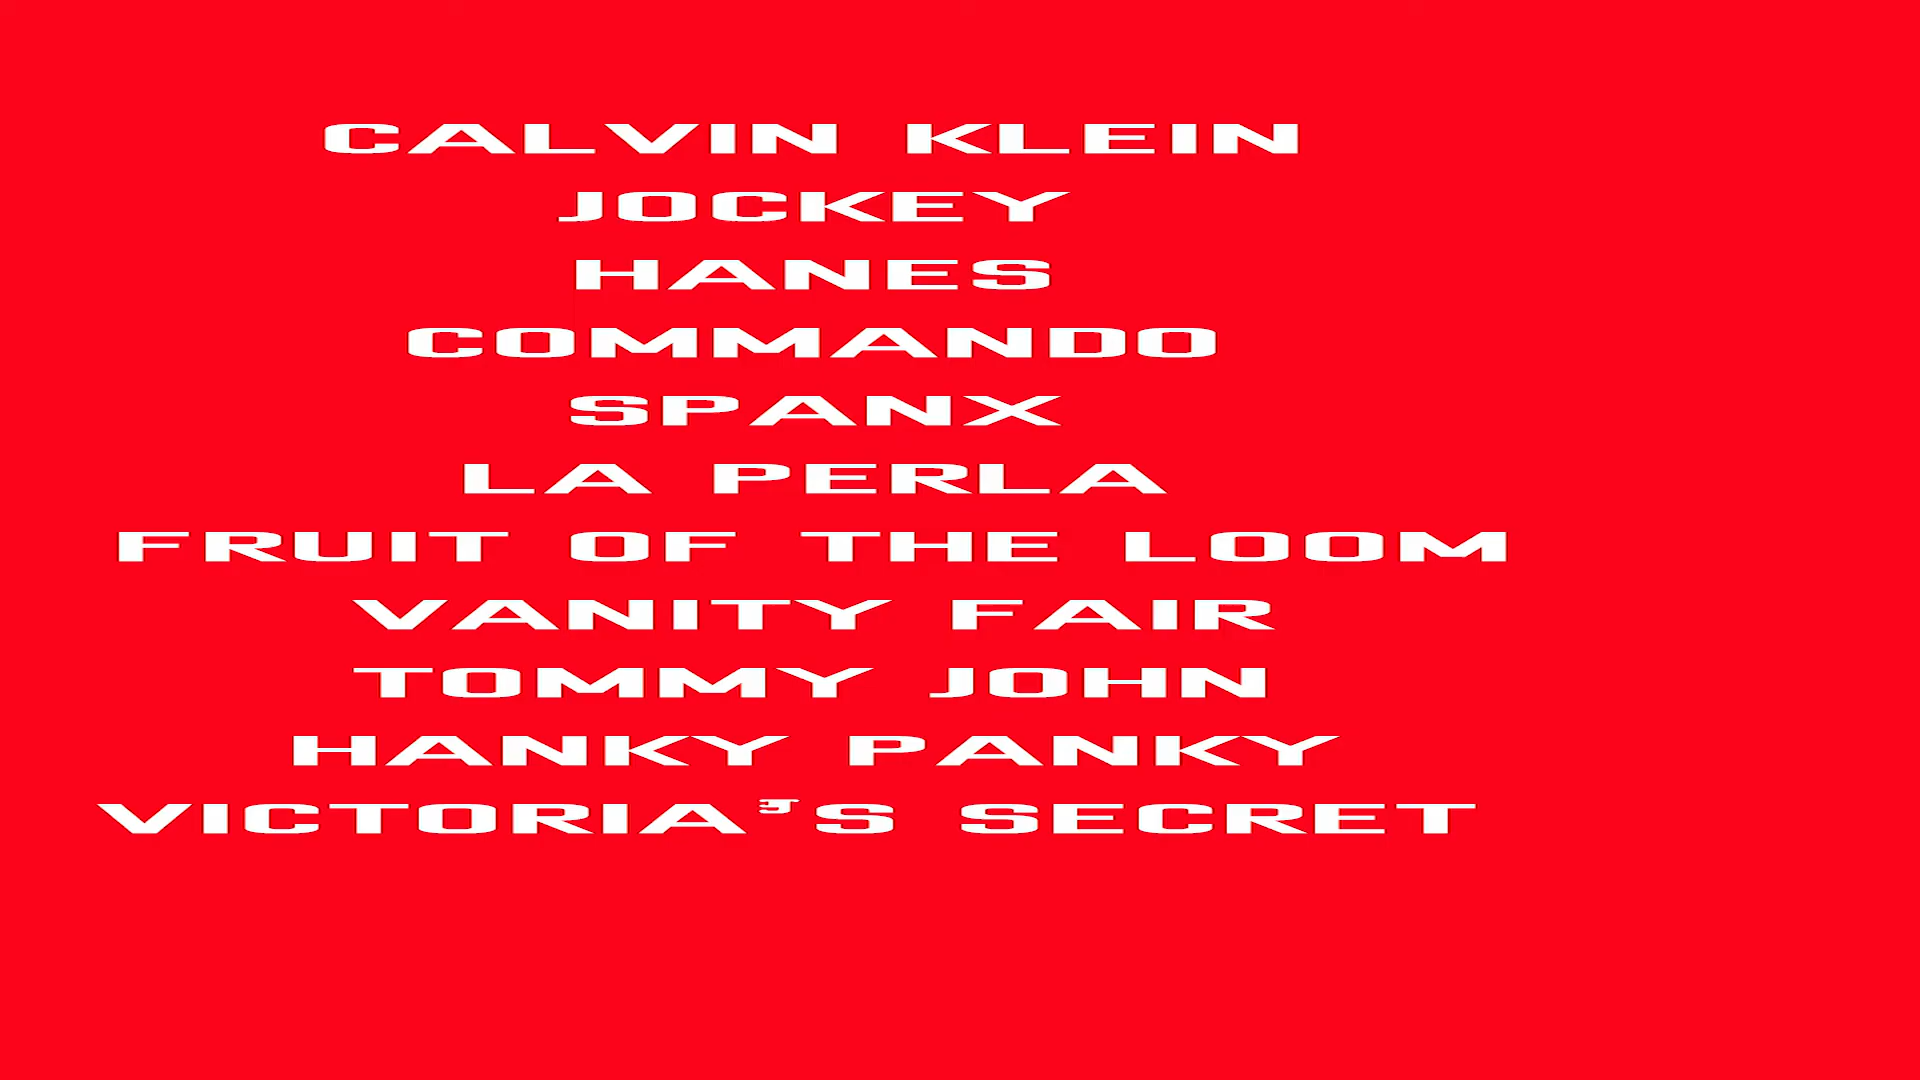 CALVIN KLEIN
JOCKEY
HANES
COMMANDO
SPANX
LA PERLA
FRUIT OF THE LOOM
VANITY FAIR
TOMMY JOHN
HANKY PANKY
VICTORIA'S SECRET